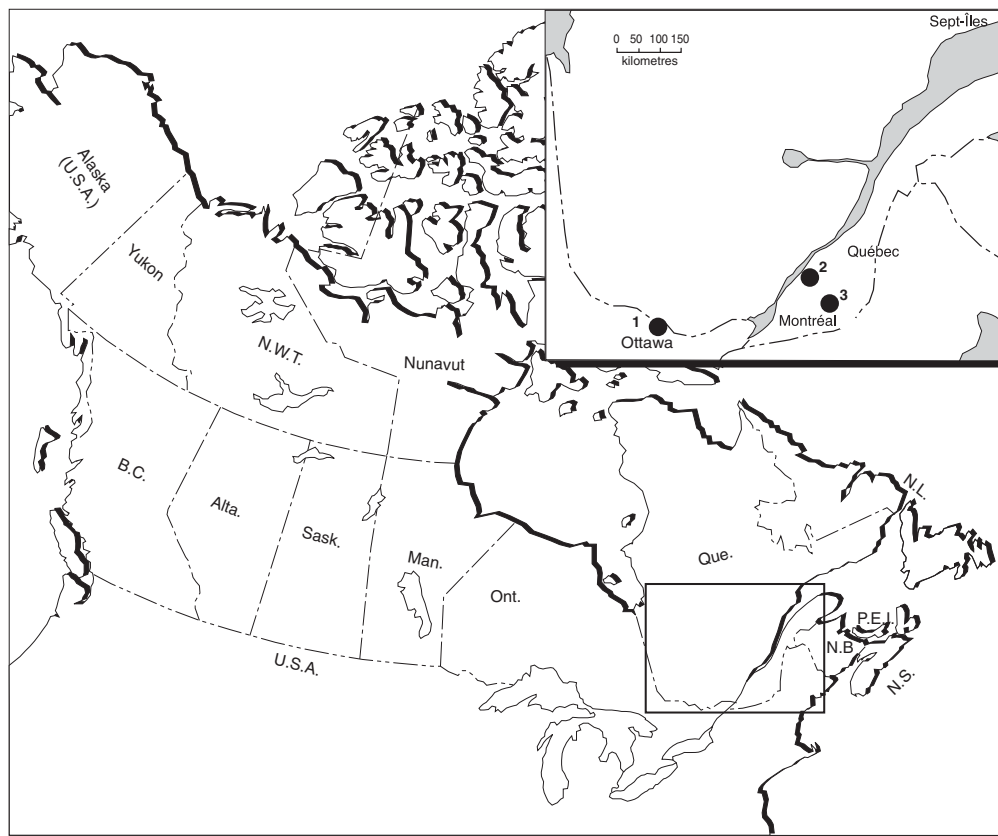 Sept-Îles
0 50 100 150
kilometres
Québec
2
3
Montréal
1
Ottawa
Alaska
(U.S.A.)
Yukon
N.W.T.
Nunavut
B.C.
Alta.
Sask.
Man.
Ont.
Que.
N.L.
P.E.I.
N.B
N.S.
U.S.A.